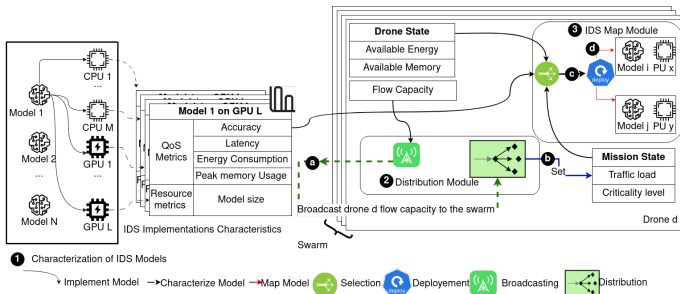 Model 1
Model 2
...
Model N
CPU 1
...
CPU M
GPU 1
...
GPU L
Model 1 on GPU L
QoS
Metrics
Accuracy
Latency
Energy Consumption
Peak memory Usage
Resource
metrics
Model size
IDS Implementations Characteristics
Drone State
Available Energy
Available Memory
Flow Capacity
a
2 Distribution Module
b
Set
Broadcast drone d flow capacity to the swarm
Swarm
3 IDS Map Module
c
deploy
d
Model i
PU x
Model j
PU y
Mission State
Traffic load
Criticality level
Drone d
1 Characterization of IDS Models
Implement Model
Characterize Model
Map Model
Selection
deploy
Deployement
Broadcasting
Distribution